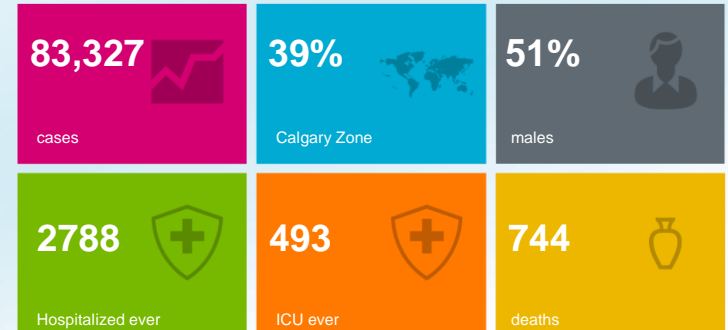 83,327
cases
39%
Calgary Zone
51%
males
2788
Hospitalized ever
493
ICU ever
744
deaths